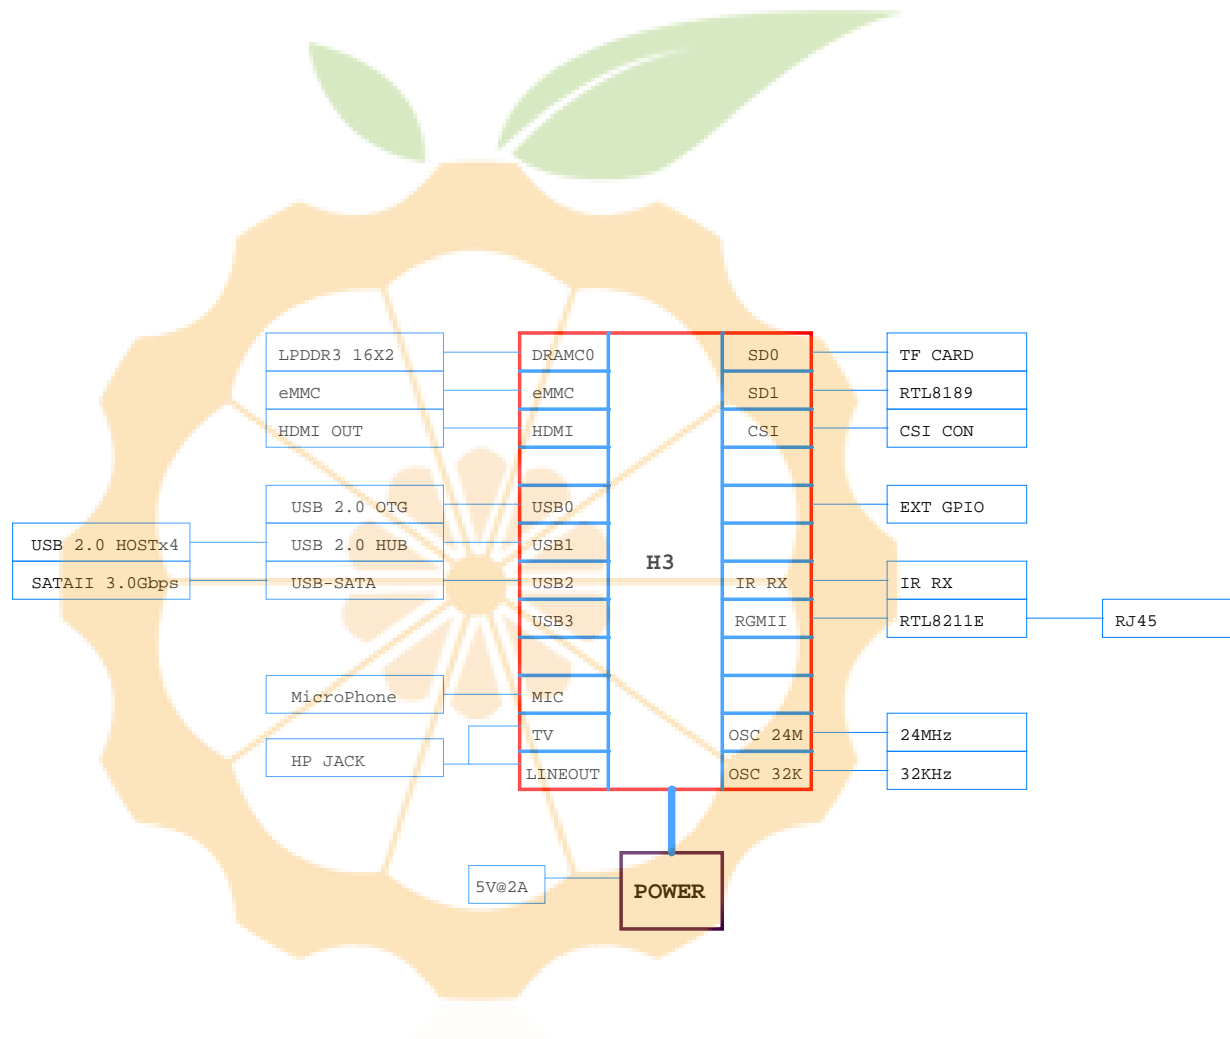 LPDDR3 16X2
DRAMC0
SD0
TF CARD
eMMC
eMMC
SD1
RTL8189
HDMI OUT
HDMI
CSI
CSI CON
USB 2.0 OTG
USB0
EXT GPIO
USB 2.0 HOSTx4
USB 2.0 HUB
USB1
H3
SATAII 3.0Gbps
USB-SATA
USB2
IR RX
IR RX
USB3
RGMII
RTL8211E
RJ45
MicroPhone
MIC
TV
OSC 24M
24MHz
HP JACK
LINEOUT
OSC 32K
32KHz
5V@2A
POWER